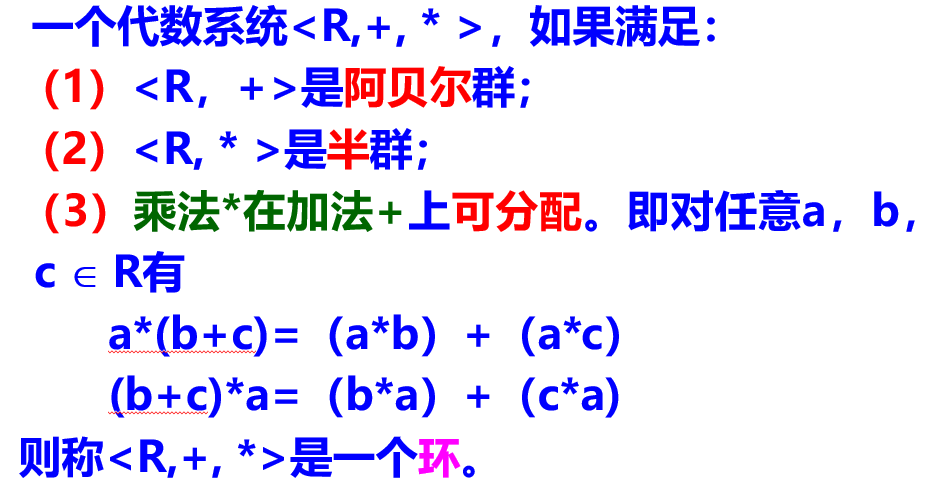 一个代数系统<R,+, * >，如果满足：
（1）<R，+>是阿贝尔群；
（2）<R, * >是半群；
（3）乘法*在加法+上可分配。即对任意a，b，
c ∈ R有
a*(b+c)=（a*b）+（a*c）
(b+c)*a=（b*a）+（c*a)
则称<R,+, *>是一个环。